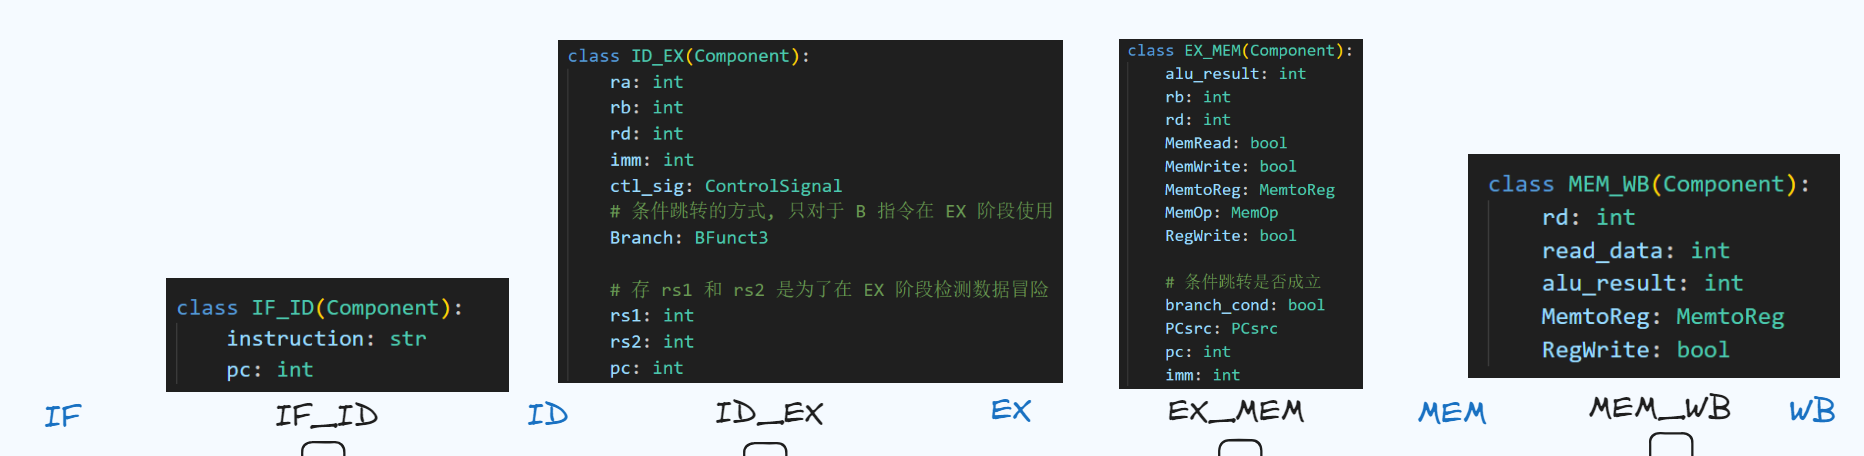 class IF_ID(Component):
instruction: str
pc: int
class ID_EX(Component):
ra: int
rb: int
rd: int
imm: int
ctl_sig: ControlSignal
# 条件跳转的方式, 只对于 B 指令在 EX 阶段使用
Branch: BFunct3
# 存 rs1 和 rs2 是为了在 EX 阶段检测数据冒险
rs1: int
rs2: int
pc: int
class EX_MEM(Component):
alu_result: int
rb: int
rd: int
MemRead: bool
MemWrite: bool
MemtoReg: MemtoReg
MemOp: MemOp
RegWrite: bool
# 条件跳转是否成立
branch_cond: bool
PCsrc: PCsrc
pc: int
imm: int
class MEM_WB(Component):
rd: int
read_data: int
alu_result: int
MemtoReg: MemtoReg
RegWrite: bool
IF
IF_ID
ID
ID_EX
EX
EX_MEM
MEM
MEM_WB
WB